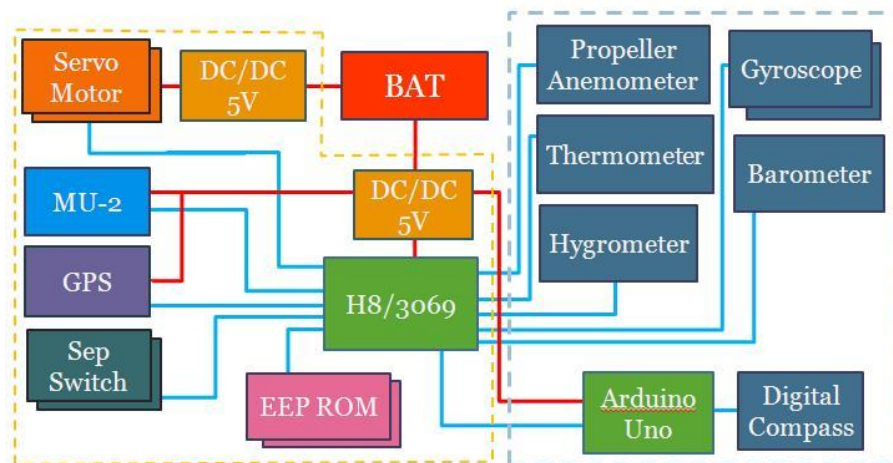 Servo
Motor
DC/DC
5V
BAT
Propeller
Anemometer
Gyroscope
Thermometer
Barometer
MU-2
DC/DC
5V
Hygrometer
GPS
H8/3069
Sep
Switch
EEP ROM
Arduino
Uno
Digital
Compass